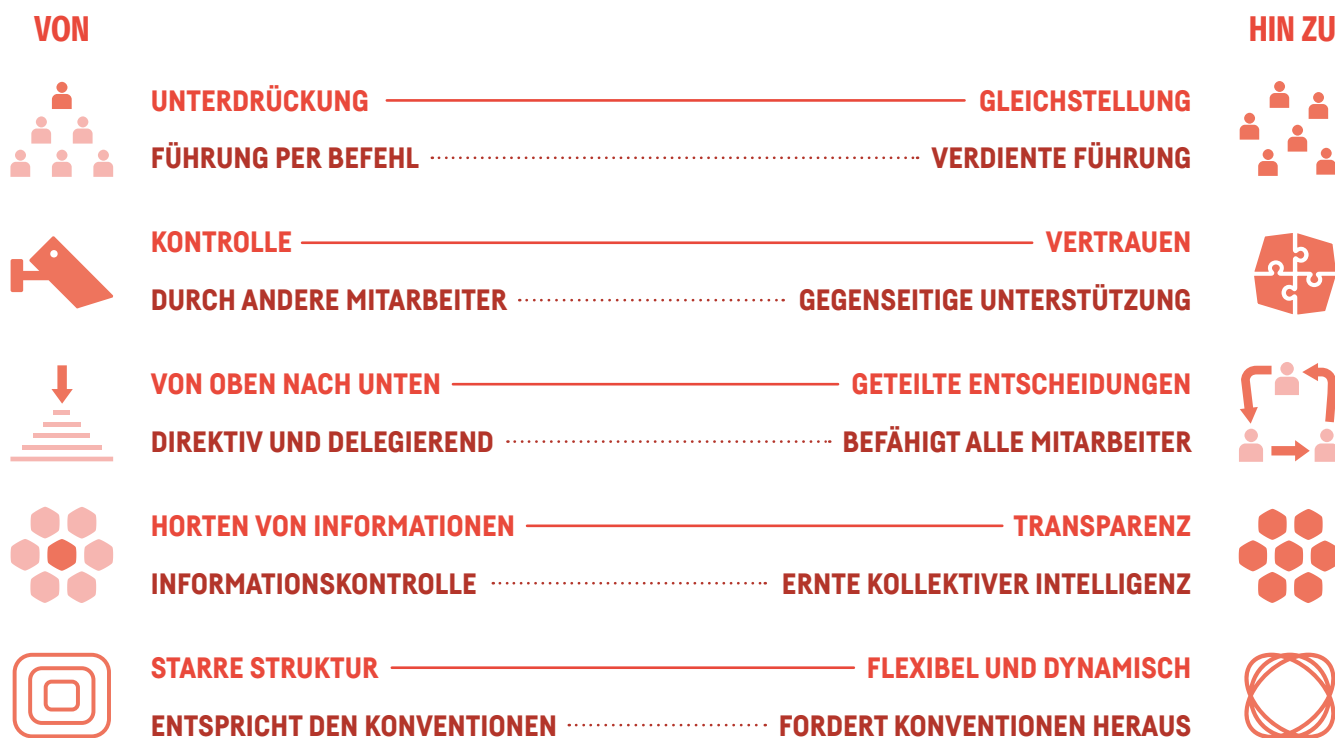 VON HIN ZU
UNTERDRÜCKUNG GLEICHSTELLUNG
FÜHRUNG PER BEFEHL VERDIENTE FÜHRUNG
KONTROLLE VERTRAUEN
DURCH ANDERE MITARBEITER GEGENSEITIGE UNTERSTÜTZUNG
VON OBEN NACH UNTEN GETEILTE ENTSCHEIDUNGEN
DIREKTIV UND DELEGIEREND BEFÄHIGT ALLE MITARBEITER
HORTEN VON INFORMATIONEN TRANSPARENZ
INFORMATIONSKONTROLLE ERNTE KOLLEKTIVER INTELLIGENZ
STARRE STRUKTUR FLEXIBEL UND DYNAMISCH
ENTSPRICHT DEN KONVENTIONEN FORDERT KONVENTIONEN HERAUS